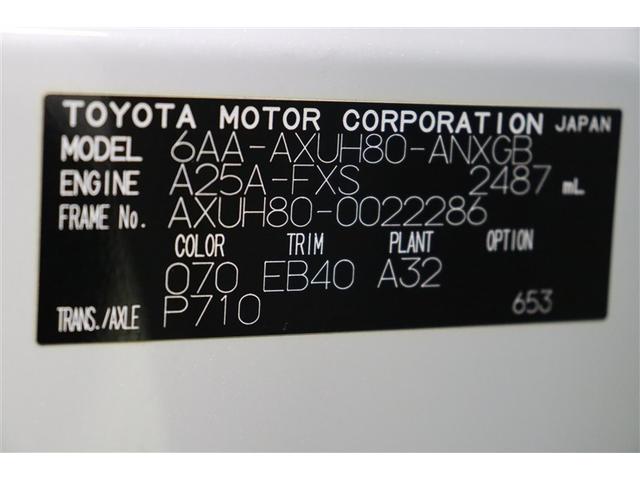 TOYOTA MOTOR CORPORATION JAPAN
MODEL 6AA-AXUH80-ANXGB
ENGINE A25A-FXS 2487 mL
FRAME No. AXUH80-0022286
COLOR TRIM PLANT OPTION
070 EB40 A32
TRANS./AXLE P710 653